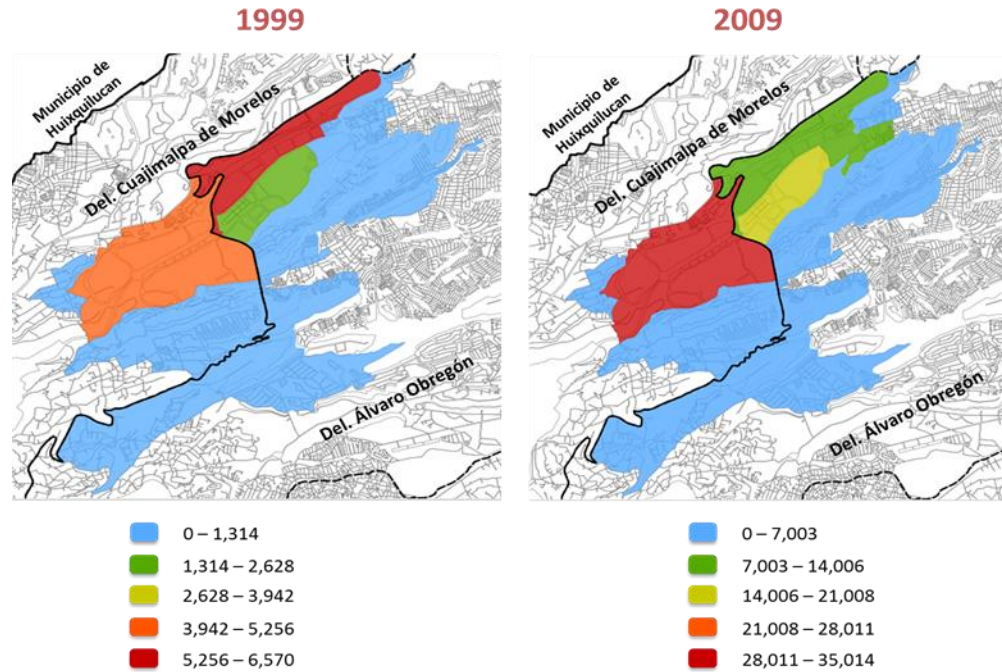 1999
Municipio de
Huixquilucan
Del. Cuajimalpa de Morelos
Del. Álvaro Obregón
0 – 1,314
1,314 – 2,628
2,628 – 3,942
3,942 – 5,256
5,256 – 6,570
2009
Municipio de
Huixquilucan
Del. Cuajimalpa de Morelos
Del. Álvaro Obregón
0 – 7,003
7,003 – 14,006
14,006 – 21,008
21,008 – 28,011
28,011 – 35,014